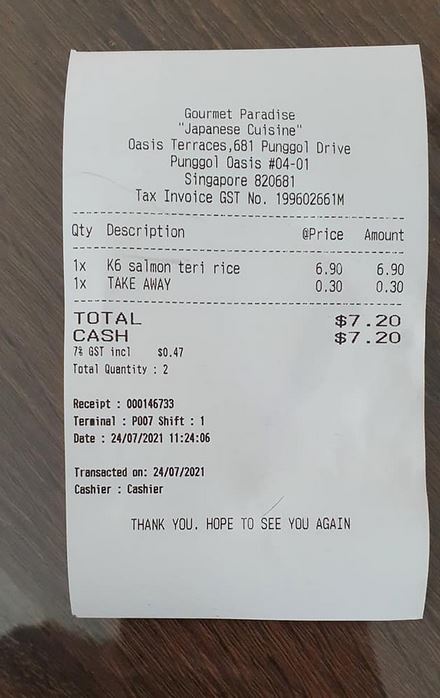 Gourmet Paradise
"Japanese Cuisine"
Oasis Terraces,681 Punggol Drive
Punggol Oasis #04-01
Singapore 820681
Tax Invoice GST No. 199602661M
Qty Description @Price Amount
1x K6 salmon teri rice 6.90 6.90
1x TAKE AWAY 0.30 0.30
TOTAL $7.20
CASH $7.20
7% GST incl $0.47
Total Quantity : 2
Receipt : 000146733
Terminal : P007 Shift : 1
Date : 24/07/2021 11:24:06
Transacted on: 24/07/2021
Cashier : Cashier
THANK YOU. HOPE TO SEE YOU AGAIN